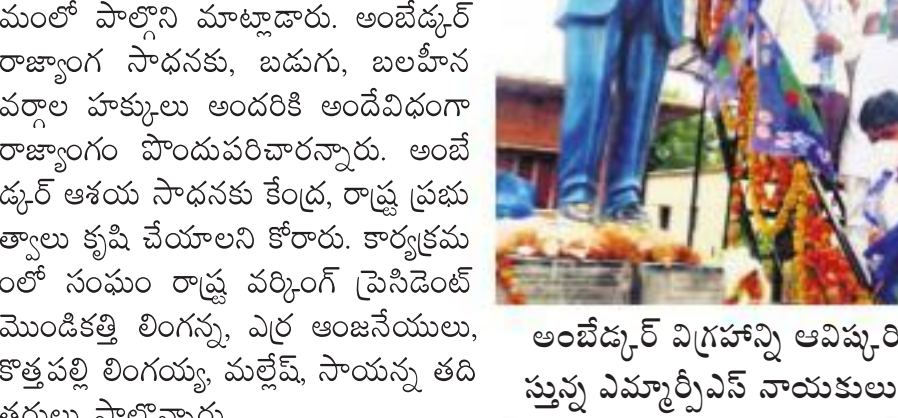 మంలో పాల్గొని మాట్లాడారు. అంబేడ్కర్
రాజ్యాంగ సాధనకు, బడుగు, బలహీన
వర్గాల హక్కులు అందరికి అందేవిధంగా
రాజ్యాంగం పొందుపరిచారన్నారు. అంబే
డ్కర్ ఆశయ సాధనకు కేంద్ర, రాష్ట్ర ప్రభు
త్వాలు కృషి చేయాలని కోరారు. కార్యక్రమ
ంలో సంఘం రాష్ట్ర వర్కింగ్ ప్రెసిడెంట్
మొండికత్తి లింగన్న, ఎర్ర ఆంజనేయులు,
కొత్తపల్లి లింగయ్య, మల్లేష్, సాయన్న తది
తరులు పాల్గొన్నారు.
అంబేడ్కర్ విగ్రహాన్ని ఆవిష్కరి
స్తున్న ఎమ్మార్పీఎస్ నాయకులు